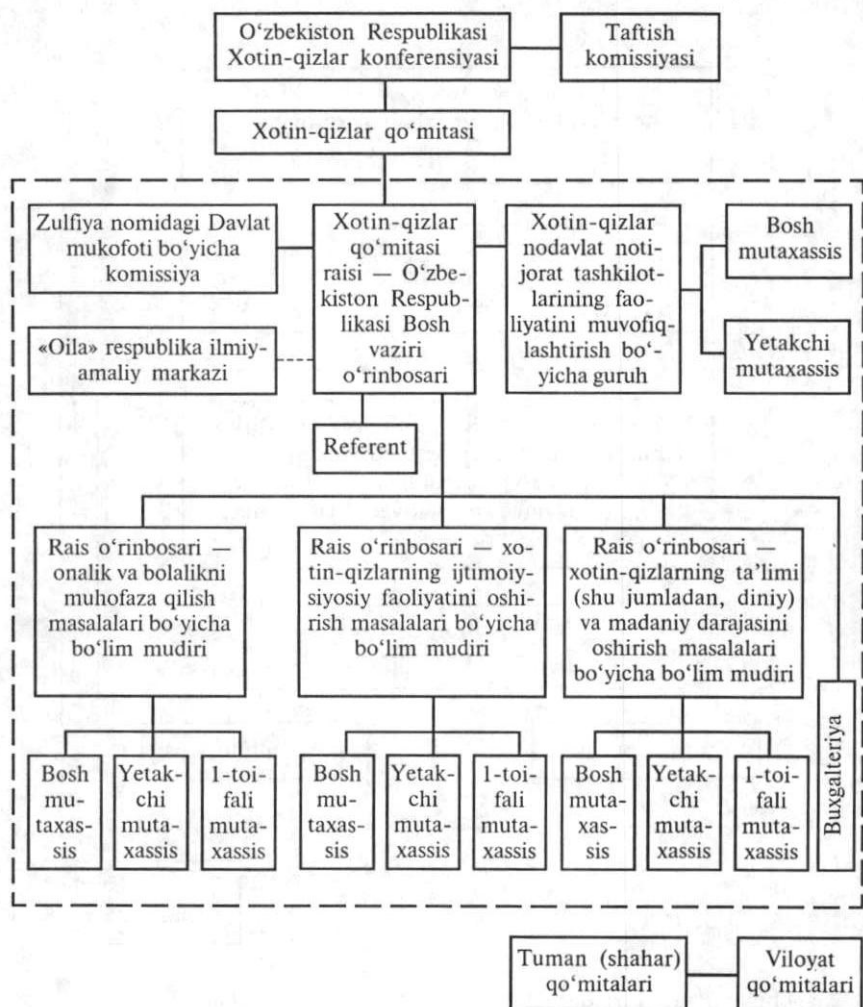 O‘zbekiston Respublikasi
Xotin-qizlar konferensiyasi
Taftish
komissiyasi
Xotin-qizlar qo‘mitasi
Zulfiya nomidagi Davlat
mukofoti bo‘yicha
komissiya
«Oila» respublika ilmiy-
amaliy markazi
Xotin-qizlar
qo‘mitasi
raisi — O‘zbe-
kiston Respub-
likasi Bosh
vaziri
o‘rinbosari
Xotin-qizlar
nodavlat noti-
jorat tashkilot-
larining fao-
liyatini muvofiq-
lashtirish bo‘-
yicha guruh
Bosh
mutaxassis
Yetakchi
mutaxassis
Referent
Rais o‘rinbosari —
onalik va bolalikni
muhofaza qilish
masalalari bo‘yicha
bo‘lim mudiri
Rais o‘rinbosari — xo-
tin-qizlarning ijtimoiy-
siyosiy faoliyatini oshi-
rish masalalari bo‘yicha
bo‘lim mudiri
Rais o‘rinbosari —
xotin-qizlarning ta’limi
(shu jumladan, diniy)
va madaniy darajasini
oshirish masalalari
bo‘yicha bo‘lim mudiri
Buxgalteriya
Bosh
mu-
taxas-
sis
Yetak-
chi
muta-
xassis
1-toi-
fali
muta-
xassis
Bosh
mu-
taxas-
sis
Yetak-
chi
muta-
xassis
1-toi-
fali
muta-
xassis
Bosh
muta-
xas-
sis
Yetak-
chi
muta-
xassis
1-toi-
fali
muta-
xassis
Tuman (shahar)
qo‘mitalari
Viloyat
qo‘mitalari